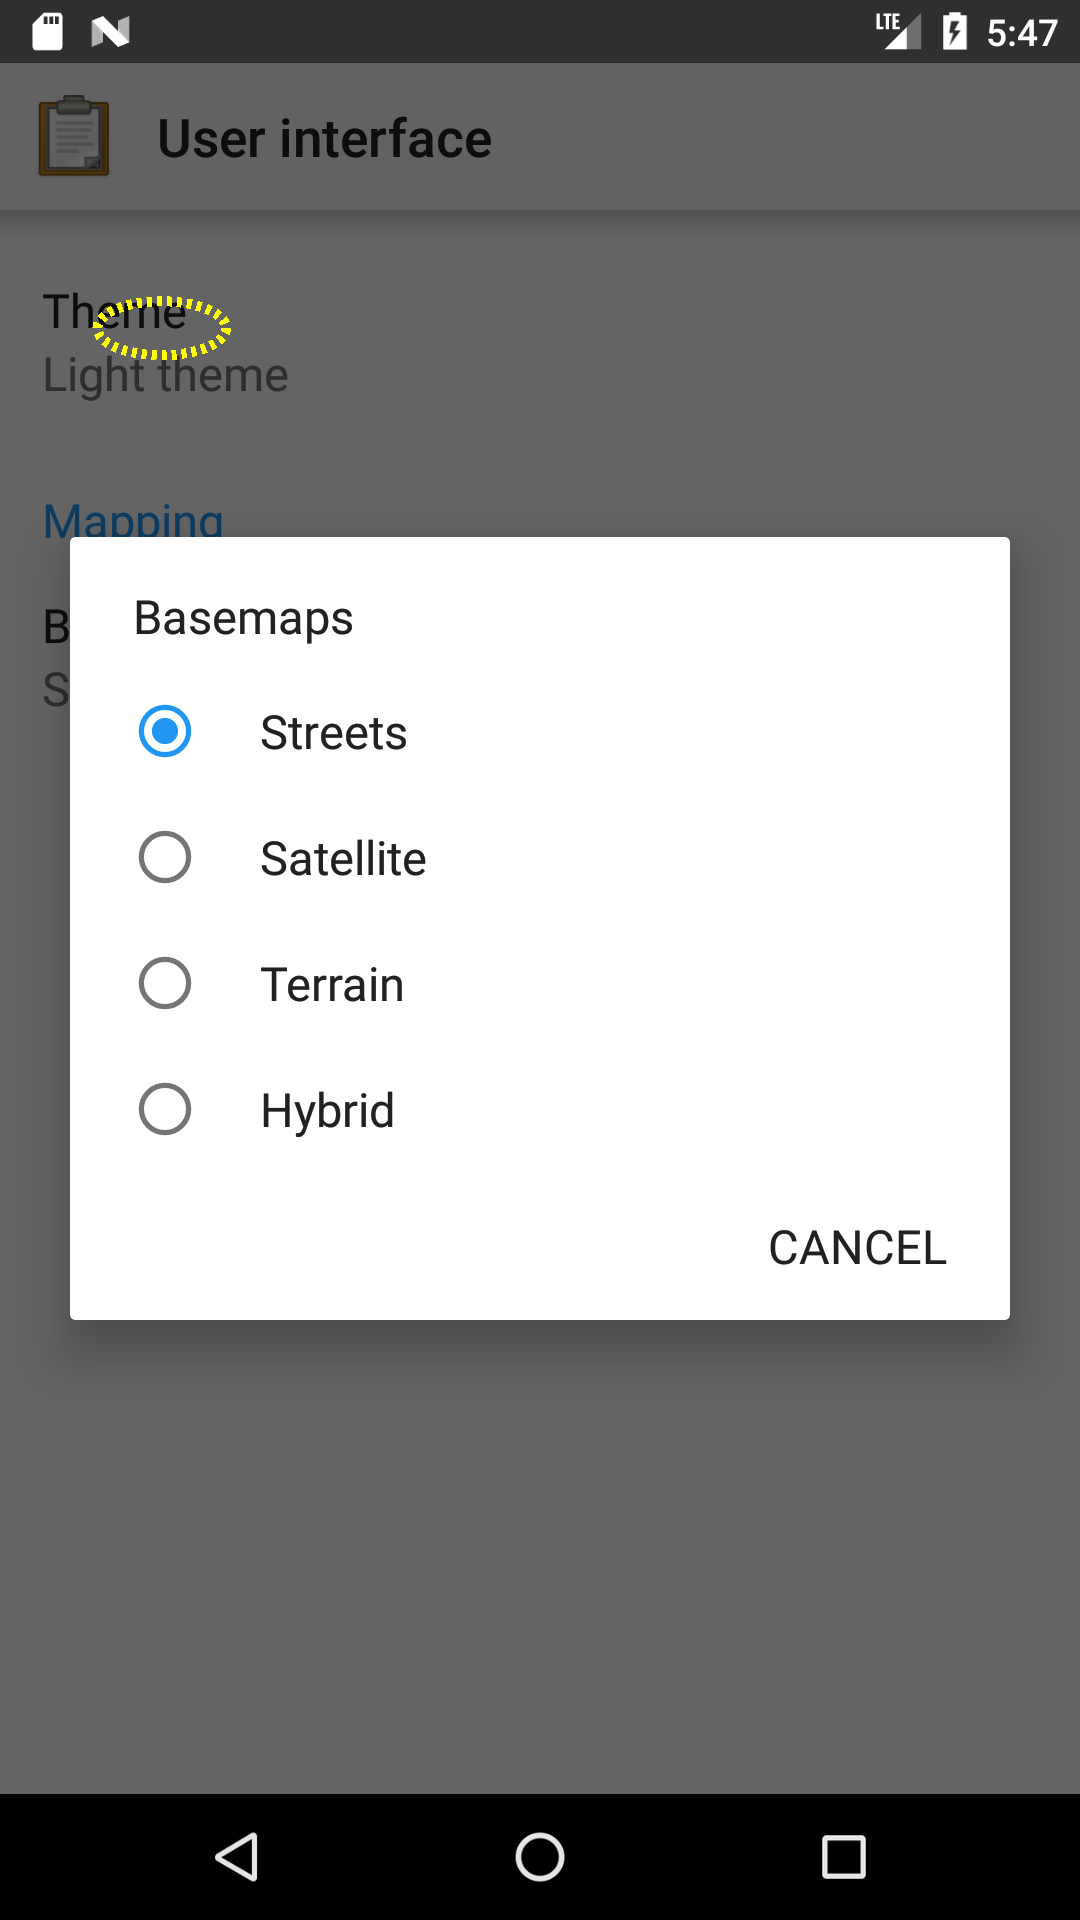 LTE 5:47
User interface
Theme
Light theme
Mapping
Basemaps
B
S
Streets
Satellite
Terrain
Hybrid
CANCEL